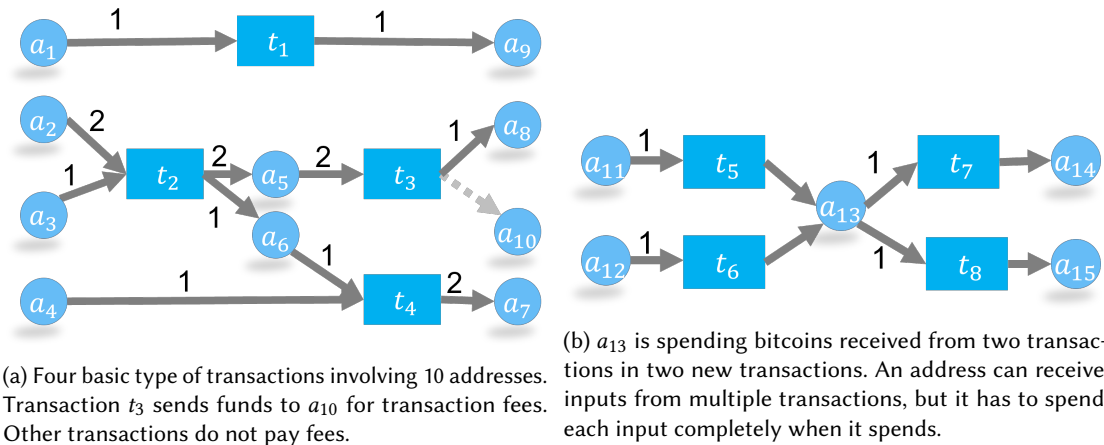 1
1
a1
t1
a9
a2
2
1
a8
1
t2
2
a5
2
t3
a3
1
a6
a10
1
1
a4
t4
2
a7
(a) Four basic type of transactions involving 10 addresses.
Transaction t3 sends funds to a10 for transaction fees.
Other transactions do not pay fees.
a11
1
t5
1
t7
a14
a13
a12
1
t6
1
t8
a15
(b) a13 is spending bitcoins received from two transac-
tions in two new transactions. An address can receive
inputs from multiple transactions, but it has to spend
each input completely when it spends.